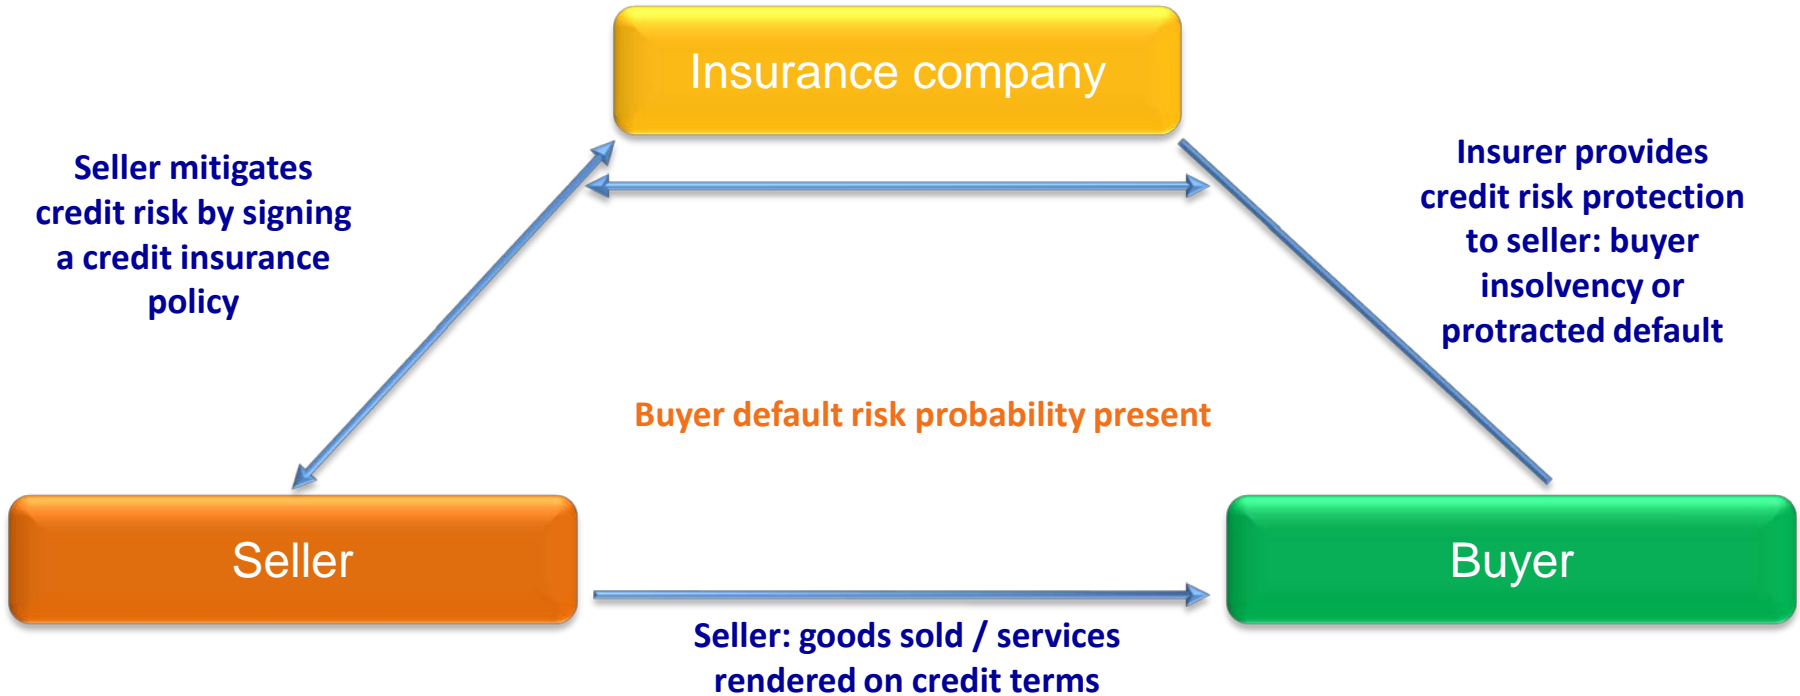 Insurance company
Seller mitigates
credit risk by signing
a credit insurance
policy
Insurer provides
credit risk protection
to seller: buyer
insolvency or
protracted default
Buyer default risk probability present
Seller
Buyer
Seller: goods sold / services
rendered on credit terms